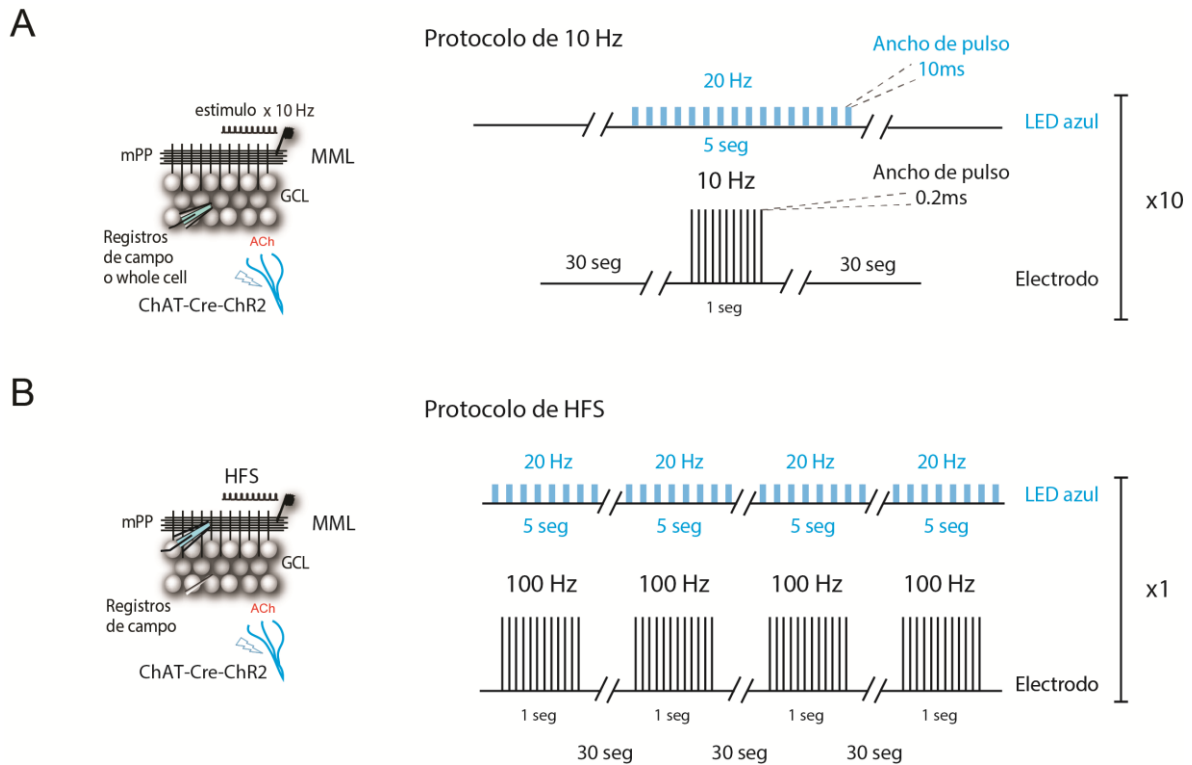 A
Protocolo de 10 Hz
estimulo x 10 Hz
mPP
MML
GCL
Registros
de campo
o whole cell
ACh
ChAT-Cre-ChR2
Ancho de pulso
10ms
20 Hz
LED azul
5 seg
10 Hz
Ancho de pulso
0.2ms
x10
30 seg
30 seg
Electrodo
1 seg
B
Protocolo de HFS
HFS
mPP
MML
GCL
Registros
de campo
ACh
ChAT-Cre-ChR2
20 Hz 20 Hz 20 Hz 20 Hz
LED azul
5 seg 5 seg 5 seg 5 seg
100 Hz 100 Hz 100 Hz 100 Hz
x1
Electrodo
1 seg 1 seg 1 seg 1 seg
30 seg 30 seg 30 seg